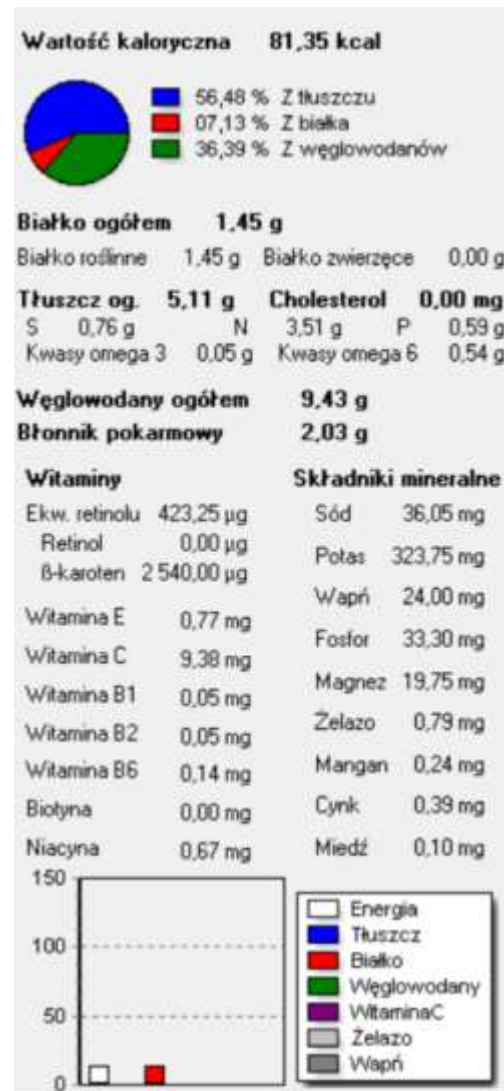 Wartość kaloryczna 81,35 kcal
56,48 % Z tłuszczu
07,13 % Z białka
36,39 % Z węglowodanów
Białko ogółem 1,45 g
Białko roślinne 1,45 g Białko zwierzęce 0,00 g
Tłuszcz og. 5,11 g Cholesterol 0,00 mg
S 0,76 g N 3,51 g P 0,59 g
Kwasy omega 3 0,05 g Kwasy omega 6 0,54 g
Węglowodany ogółem 9,43 g
Błonnik pokarmowy 2,03 g
Witaminy
Ekw. retinolu 423,25 µg
Retinol 0,00 µg
ß-karoten 2 540,00 µg
Witamina E 0,77 mg
Witamina C 9,38 mg
Witamina B1 0,05 mg
Witamina B2 0,05 mg
Witamina B6 0,14 mg
Biotyna 0,00 mg
Niacyna 0,67 mg
Składniki mineralne
Sód 36,05 mg
Potas 323,75 mg
Wapń 24,00 mg
Fosfor 33,30 mg
Magnez 19,75 mg
Żelazo 0,79 mg
Mangan 0,24 mg
Cynk 0,39 mg
Miedź 0,10 mg
150
100
50
0
Energia
Tłuszcz
Białko
Węglowodany
WitaminaC
Żelazo
Wapń